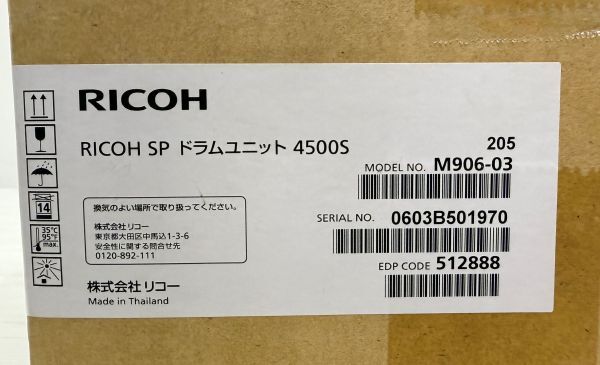 RICOH
RICOH SP ドラムユニット 4500S
205
MODEL NO. M906-03
SERIAL NO. 0603B501970
EDP CODE 512888
14
35℃
95℉
max.
換気のよい場所で取り扱ってください。
株式会社リコー
東京都大田区中馬込1-3-6
安全性に関する問合せ先
0120-892-111
株式会社 リコー
Made in Thailand